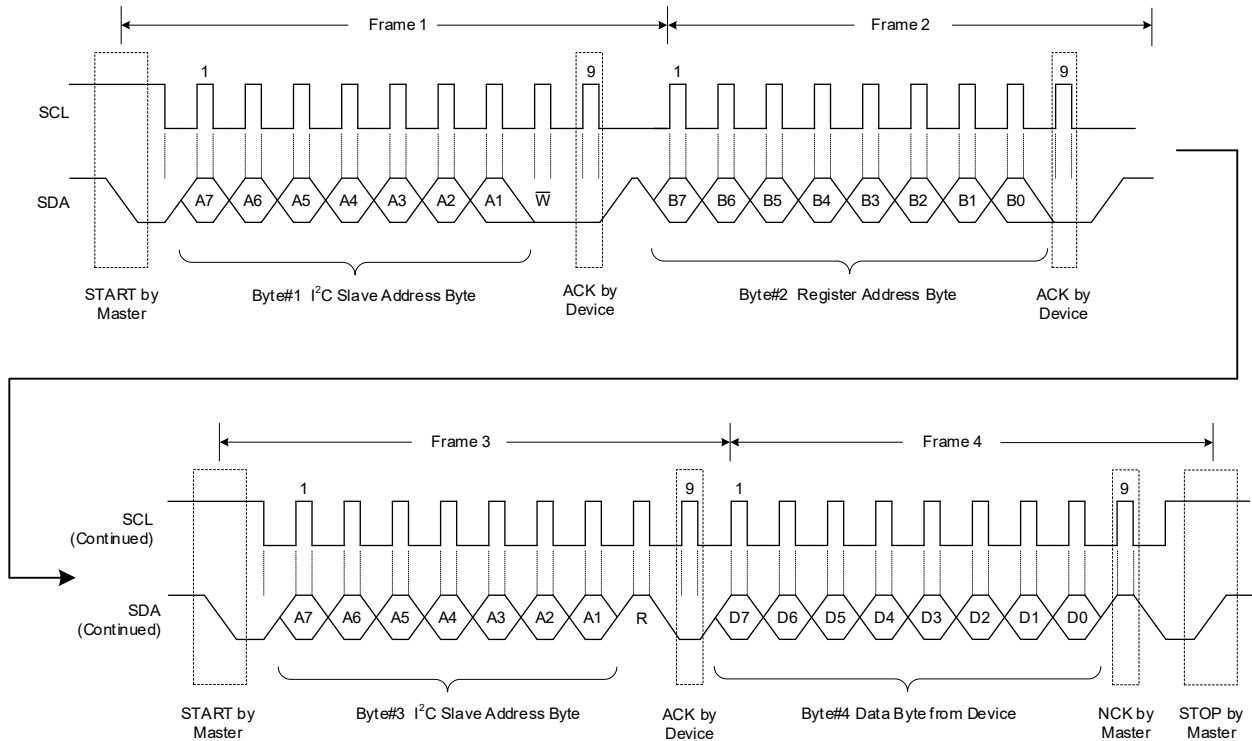 Frame 1
Frame 2
1
9
1
9
SCL
SDA
A7 A6 A5 A4 A3 A2 A1 W̅
B7 B6 B5 B4 B3 B2 B1 B0
START by
Master
Byte#1 I²C Slave Address Byte
ACK by
Device
Byte#2 Register Address Byte
ACK by
Device
Frame 3
Frame 4
1
9
1
9
SCL
(Continued)
SDA
(Continued)
A7 A6 A5 A4 A3 A2 A1 R
D7 D6 D5 D4 D3 D2 D1 D0
START by
Master
Byte#3 I²C Slave Address Byte
ACK by
Device
Byte#4 Data Byte from Device
NCK by
Master
STOP by
Master